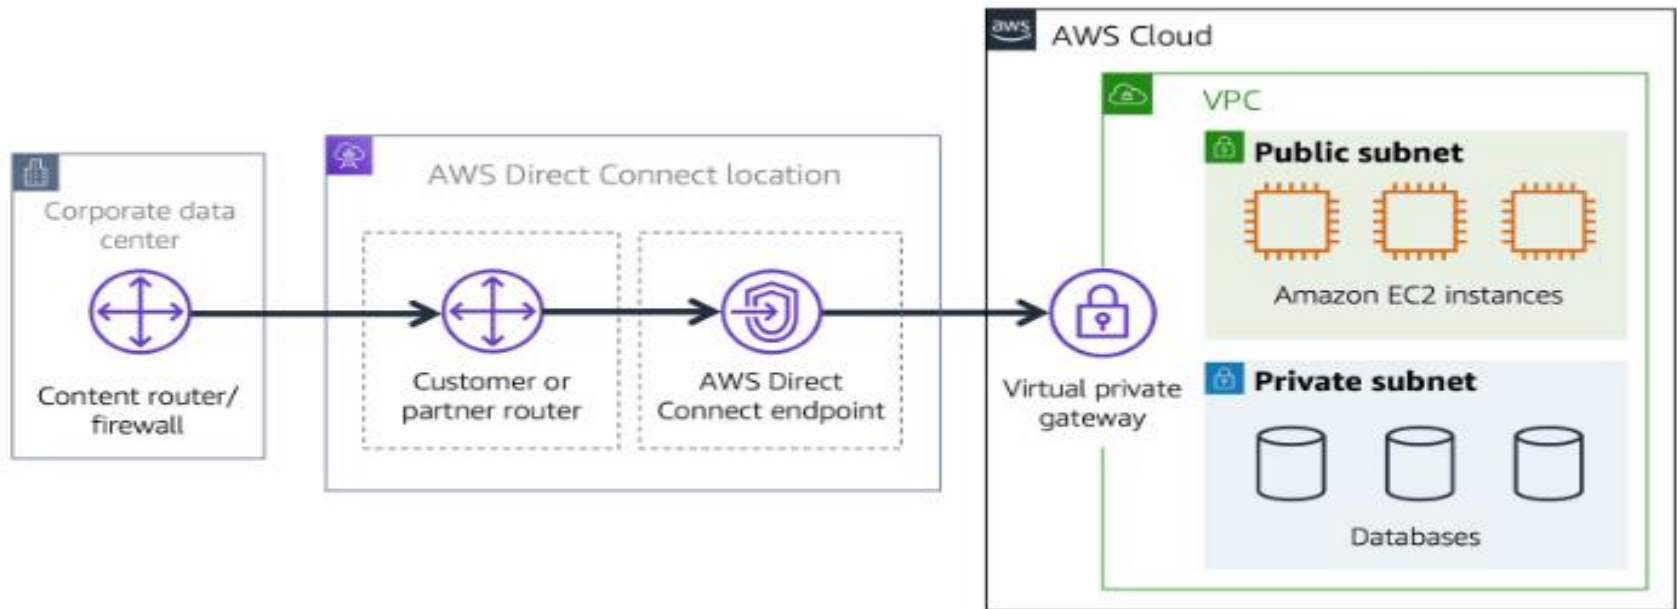 aws
AWS Cloud
VPC
Public subnet
Amazon EC2 instances
Private subnet
Databases
Virtual private
gateway
AWS Direct Connect location
Customer or
partner router
AWS Direct
Connect endpoint
Corporate data
center
Content router/
firewall